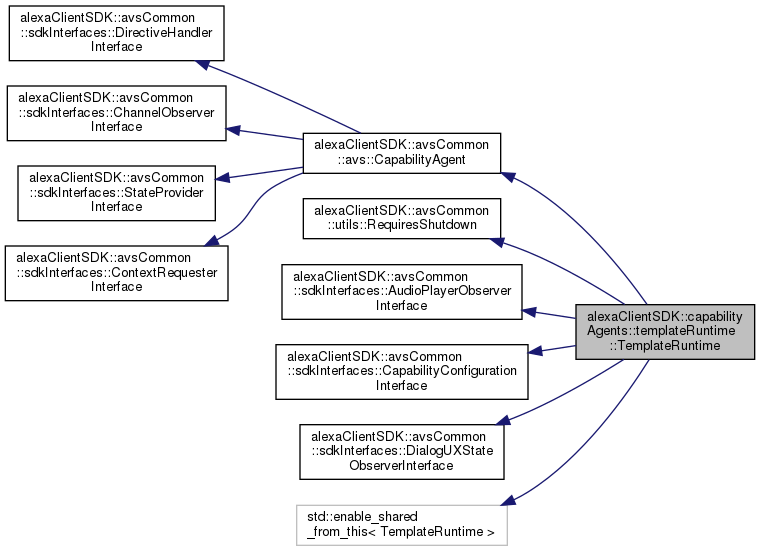 alexaClientSDK::avsCommon
::sdkInterfaces::DirectiveHandler
Interface
alexaClientSDK::avsCommon
::sdkInterfaces::ChannelObserver
Interface
alexaClientSDK::avsCommon
::sdkInterfaces::StateProvider
Interface
alexaClientSDK::avsCommon
::sdkInterfaces::ContextRequester
Interface
alexaClientSDK::avsCommon
::avs::CapabilityAgent
alexaClientSDK::avsCommon
::utils::RequiresShutdown
alexaClientSDK::avsCommon
::sdkInterfaces::AudioPlayerObserver
Interface
alexaClientSDK::avsCommon
::sdkInterfaces::CapabilityConfiguration
Interface
alexaClientSDK::avsCommon
::sdkInterfaces::DialogUXState
ObserverInterface
std::enable_shared
_from_this< TemplateRuntime >
alexaClientSDK::capability
Agents::templateRuntime
::TemplateRuntime